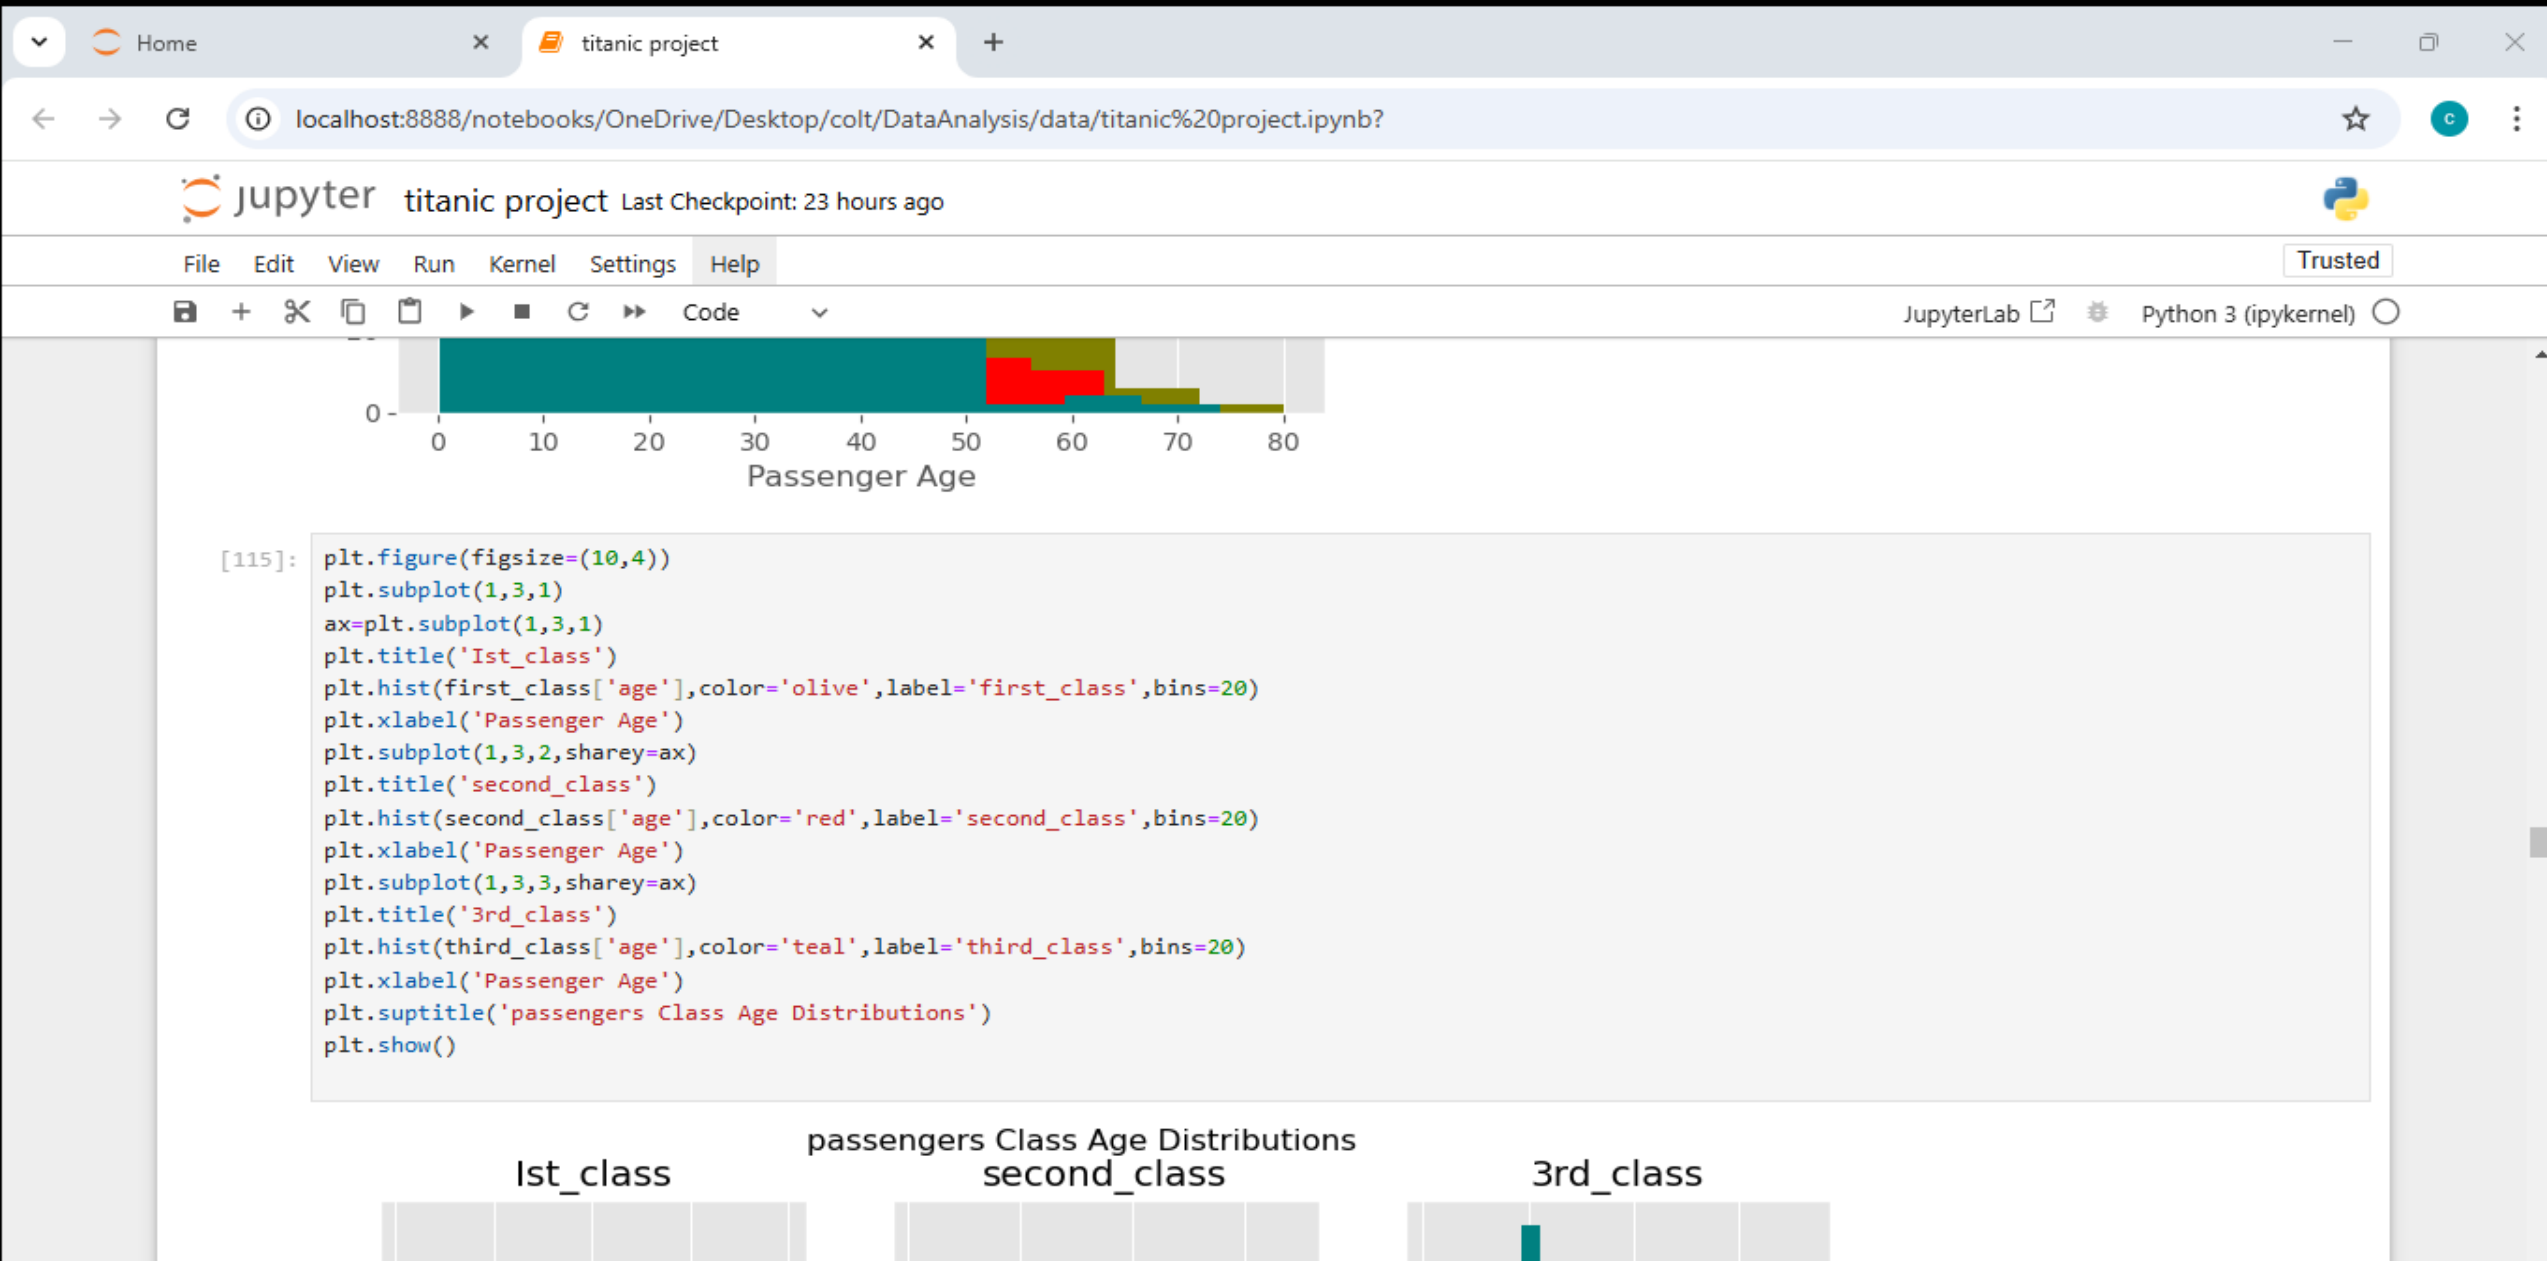 Home
titanic project
localhost:8888/notebooks/OneDrive/Desktop/colt/DataAnalysis/data/titanic%20project.ipynb?
c
jupyter titanic project Last Checkpoint: 23 hours ago
File Edit View Run Kernel Settings Help Trusted
Code JupyterLab Python 3 (ipykernel)
0
0 10 20 30 40 50 60 70 80
Passenger Age
[115]:
plt.figure(figsize=(10,4))
plt.subplot(1,3,1)
ax=plt.subplot(1,3,1)
plt.title('Ist_class')
plt.hist(first_class['age'],color='olive',label='first_class',bins=20)
plt.xlabel('Passenger Age')
plt.subplot(1,3,2,sharey=ax)
plt.title('second_class')
plt.hist(second_class['age'],color='red',label='second_class',bins=20)
plt.xlabel('Passenger Age')
plt.subplot(1,3,3,sharey=ax)
plt.title('3rd_class')
plt.hist(third_class['age'],color='teal',label='third_class',bins=20)
plt.xlabel('Passenger Age')
plt.suptitle('passengers Class Age Distributions')
plt.show()
passengers Class Age Distributions
Ist_class second_class 3rd_class